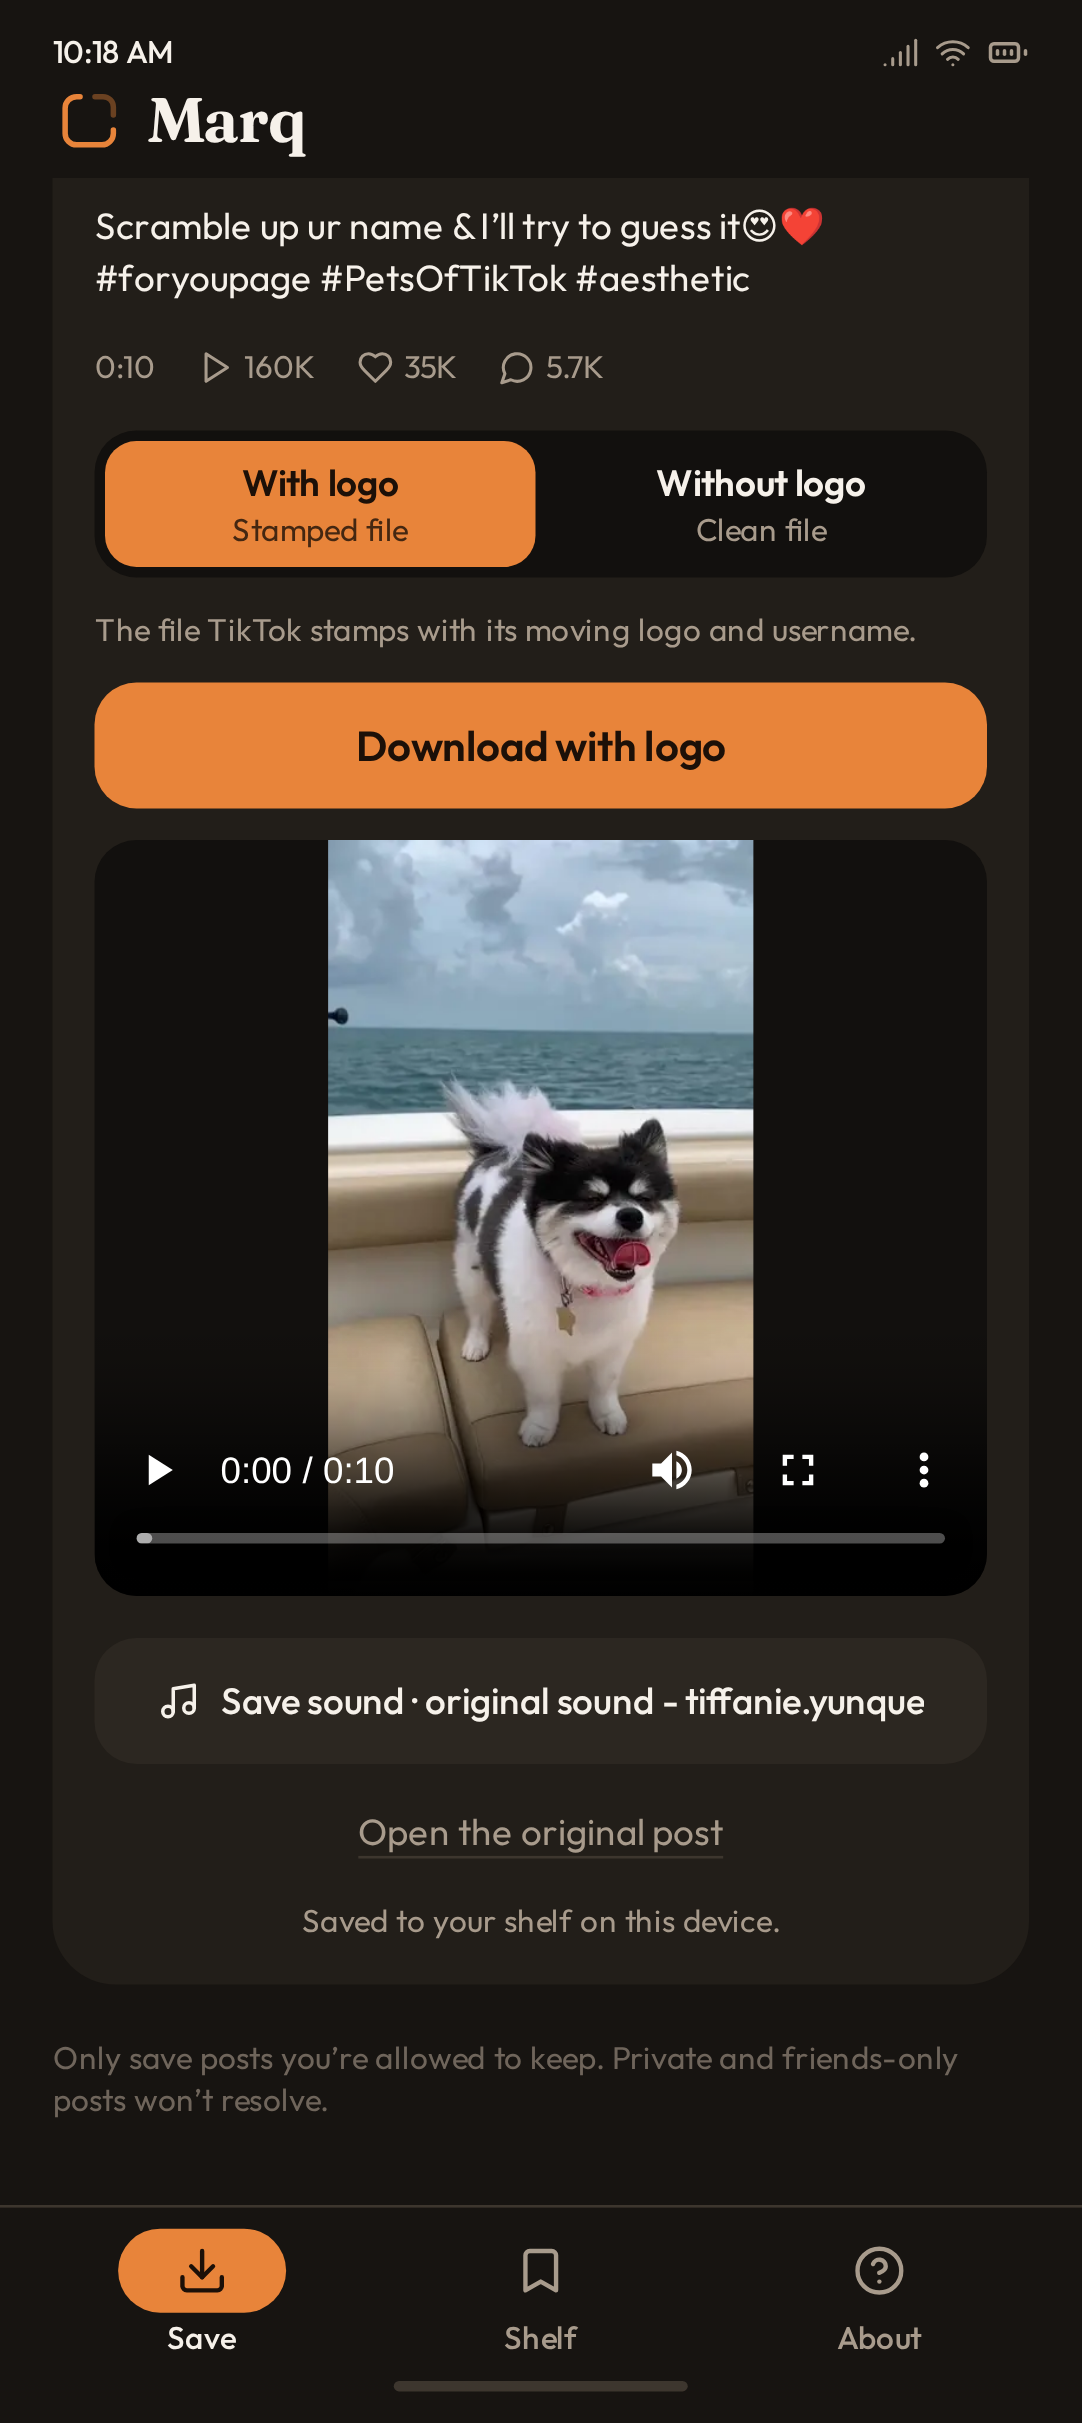 10:18 AM
Marq
Scramble up ur name & I’ll try to guess it😍❤️
#foryoupage #PetsOfTikTok #aesthetic
0:10 160K 35K 5.7K
With logo
Stamped file
Without logo
Clean file
The file TikTok stamps with its moving logo and username.
Download with logo
0:00 / 0:10
Save sound · original sound - tiffanie.yunque
Open the original post
Saved to your shelf on this device.
Only save posts you’re allowed to keep. Private and friends-only
posts won’t resolve.
Save Shelf About